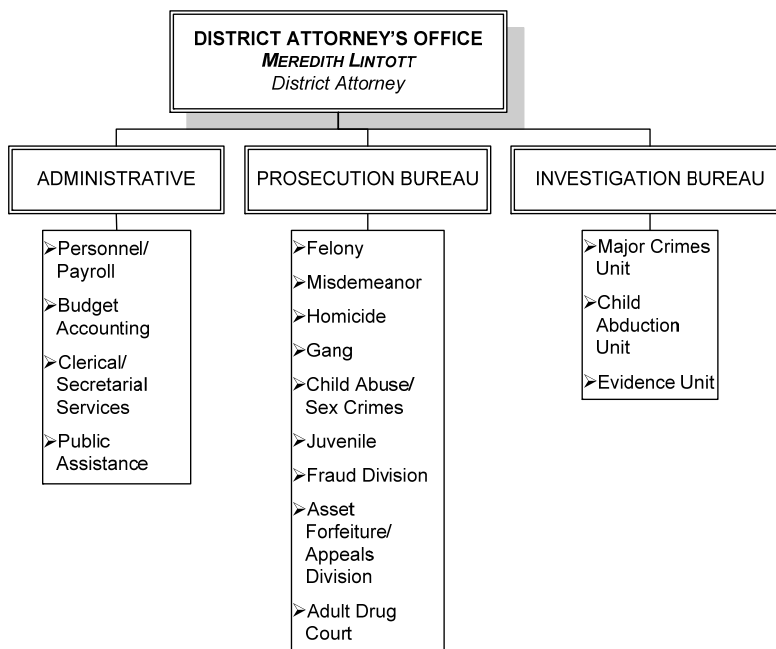 DISTRICT ATTORNEY'S OFFICE
MEREDITH LINTOTT
District Attorney
ADMINISTRATIVE
PROSECUTION BUREAU
INVESTIGATION BUREAU
➢Personnel/
Payroll
➢Budget
Accounting
➢Clerical/
Secretarial
Services
➢Public
Assistance
➢Felony
➢Misdemeanor
➢Homicide
➢Gang
➢Child Abuse/
Sex Crimes
➢Juvenile
➢Fraud Division
➢Asset
Forfeiture/
Appeals
Division
➢Adult Drug
Court
➢Major Crimes
Unit
➢Child
Abduction
Unit
➢Evidence Unit